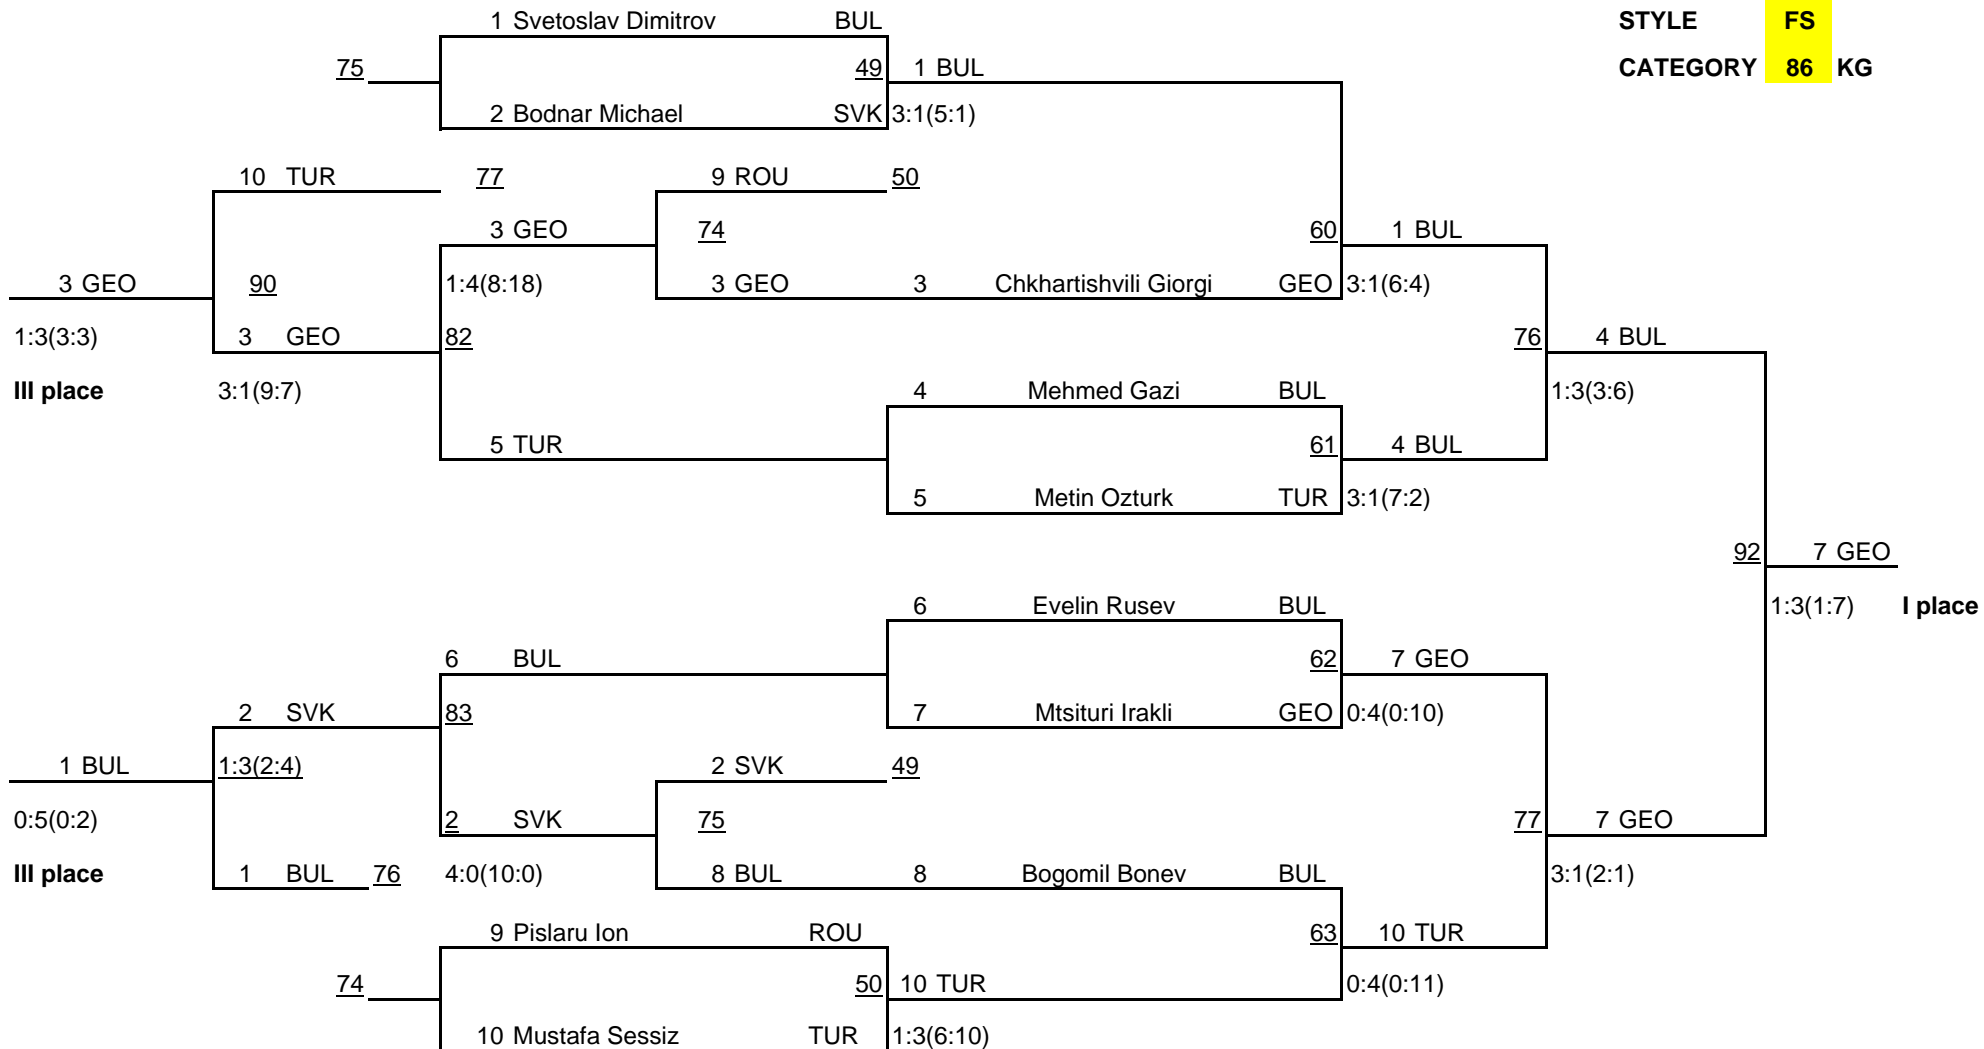 1 Svetoslav Dimitrov BUL STYLE FS
75 49 1 BUL CATEGORY 86 KG
2 Bodnar Michael SVK 3:1(5:1)
10 TUR 77 9 ROU 50
3 GEO 74 60 1 BUL
3 GEO 90 1:4(8:18) 3 GEO 3 Chkhartishvili Giorgi GEO 3:1(6:4)
1:3(3:3) 3 GEO 82 76 4 BUL
III place 3:1(9:7) 4 Mehmed Gazi BUL 1:3(3:6)
5 TUR 61 4 BUL
5 Metin Ozturk TUR 3:1(7:2)
92 7 GEO
6 Evelin Rusev BUL 1:3(1:7) I place
6 BUL 62 7 GEO
2 SVK 83 7 Mtsituri Irakli GEO 0:4(0:10)
1 BUL 1:3(2:4) 2 SVK 49
0:5(0:2) 2 SVK 75 77 7 GEO
III place 1 BUL 76 4:0(10:0) 8 BUL 8 Bogomil Bonev BUL 3:1(2:1)
9 Pislaru Ion ROU 63 10 TUR
74 50 10 TUR 0:4(0:11)
10 Mustafa Sessiz TUR 1:3(6:10)